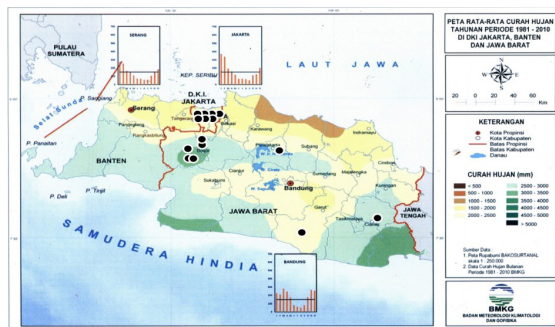 PETA RATA-RATA CURAH HUJAN
TAHUNAN PERIODE 1981 - 2010
DI DKI JAKARTA, BANTEN
DAN JAWA BARAT
20 0 20 40 60 Km
KETERANGAN
Kota Propinsi
Kota Kabupaten
Batas Propinsi
Batas Kabupaten
Danau
CURAH HUJAN (mm)
< 500
500 - 1000
1000 - 1500
1500 - 2000
2000 - 2500
2500 - 3000
3000 - 3500
3500 - 4000
4000 - 4500
4500 - 5000
> 5000
Sumber Data :
1. Peta Rupabumi BAKOSURTANAL
skala 1 : 250.000
2. Data Curah Hujan Bulanan
Periode 1981 - 2010 BMKG
BMKG
BADAN METEOROLOGI KLIMATOLOGI
DAN GEOFISIKA
SERANG
JAKARTA
PULAU
SUMATERA
KEP. SERIBU
LAUT JAWA
Selat Sunda
P. Sangiang
Serang
D.K.I.
JAKARTA
Tangerang
Bekasi
Pandeglang
Rangkasbitung
Karawang
Indramayu
Purwakarta
Subang
P. Panaitan
BANTEN
Cianjur
Sumedang
Majalengka
Cirebon
Kuningan
Sukabumi
Bandung
P. Deli
P. Tinjil
JAWA BARAT
Garut
Tasikmalaya
Ciamis
JAWA
TENGAH
SAMUDERA HINDIA
BANDUNG